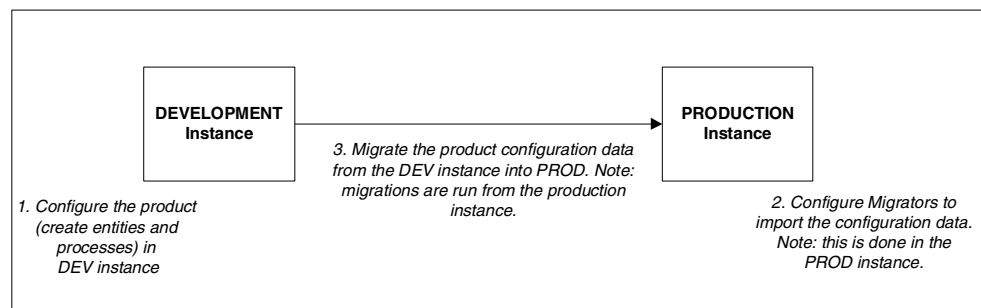 DEVELOPMENT
Instance
PRODUCTION
Instance
3. Migrate the product configuration data
from the DEV instance into PROD. Note:
migrations are run from the production
instance.
1. Configure the product
(create entities and
processes) in
DEV instance
2. Configure Migrators to
import the configuration data.
Note: this is done in the
PROD instance.